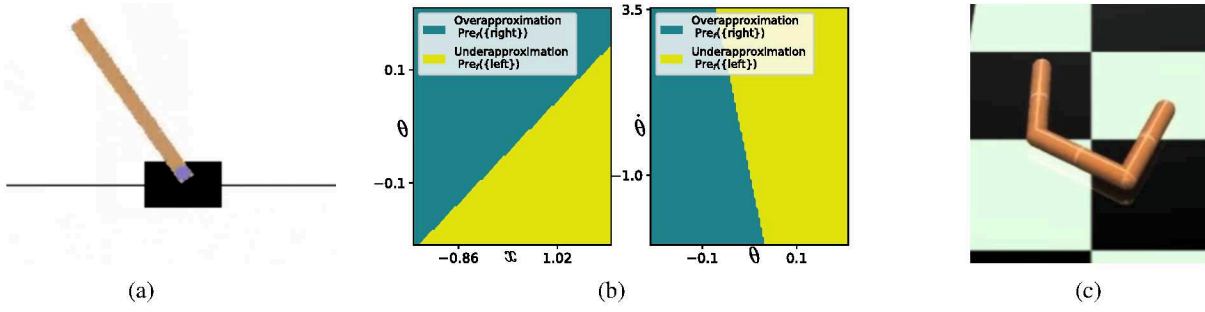 Overapproximation
Pre_f({right})
Underapproximation
Pre_f({left})
0.1
−0.1
θ
−0.86
x
1.02
3.5
Overapproximation
Pre_f({right})
Underapproximation
Pre_f({left})
θ̇
−1.0
−0.1
θ
0.1
(a)
(b)
(c)